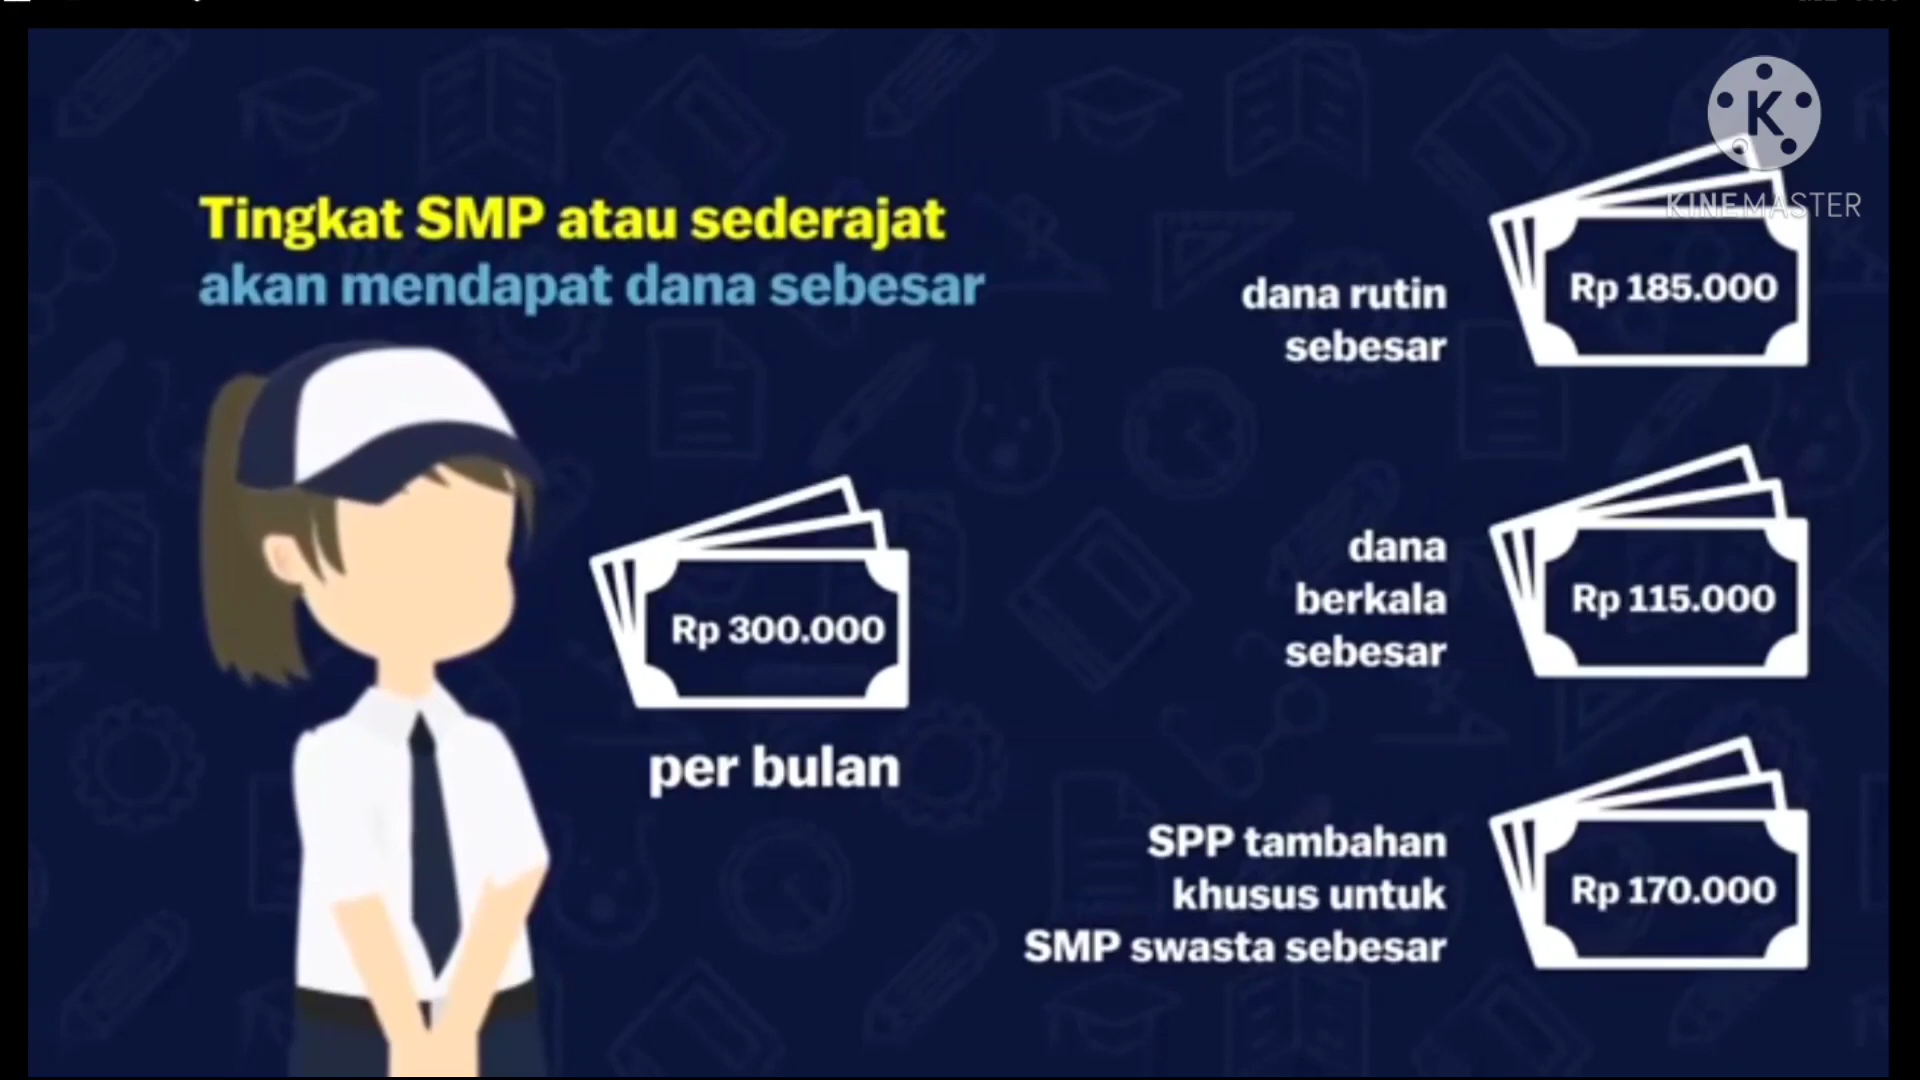 Tingkat SMP atau sederajat
akan mendapat dana sebesar
Rp 300.000
per bulan
dana rutin
sebesar
Rp 185.000
dana
berkala
sebesar
Rp 115.000
SPP tambahan
khusus untuk
SMP swasta sebesar
Rp 170.000
K
KINEMASTER